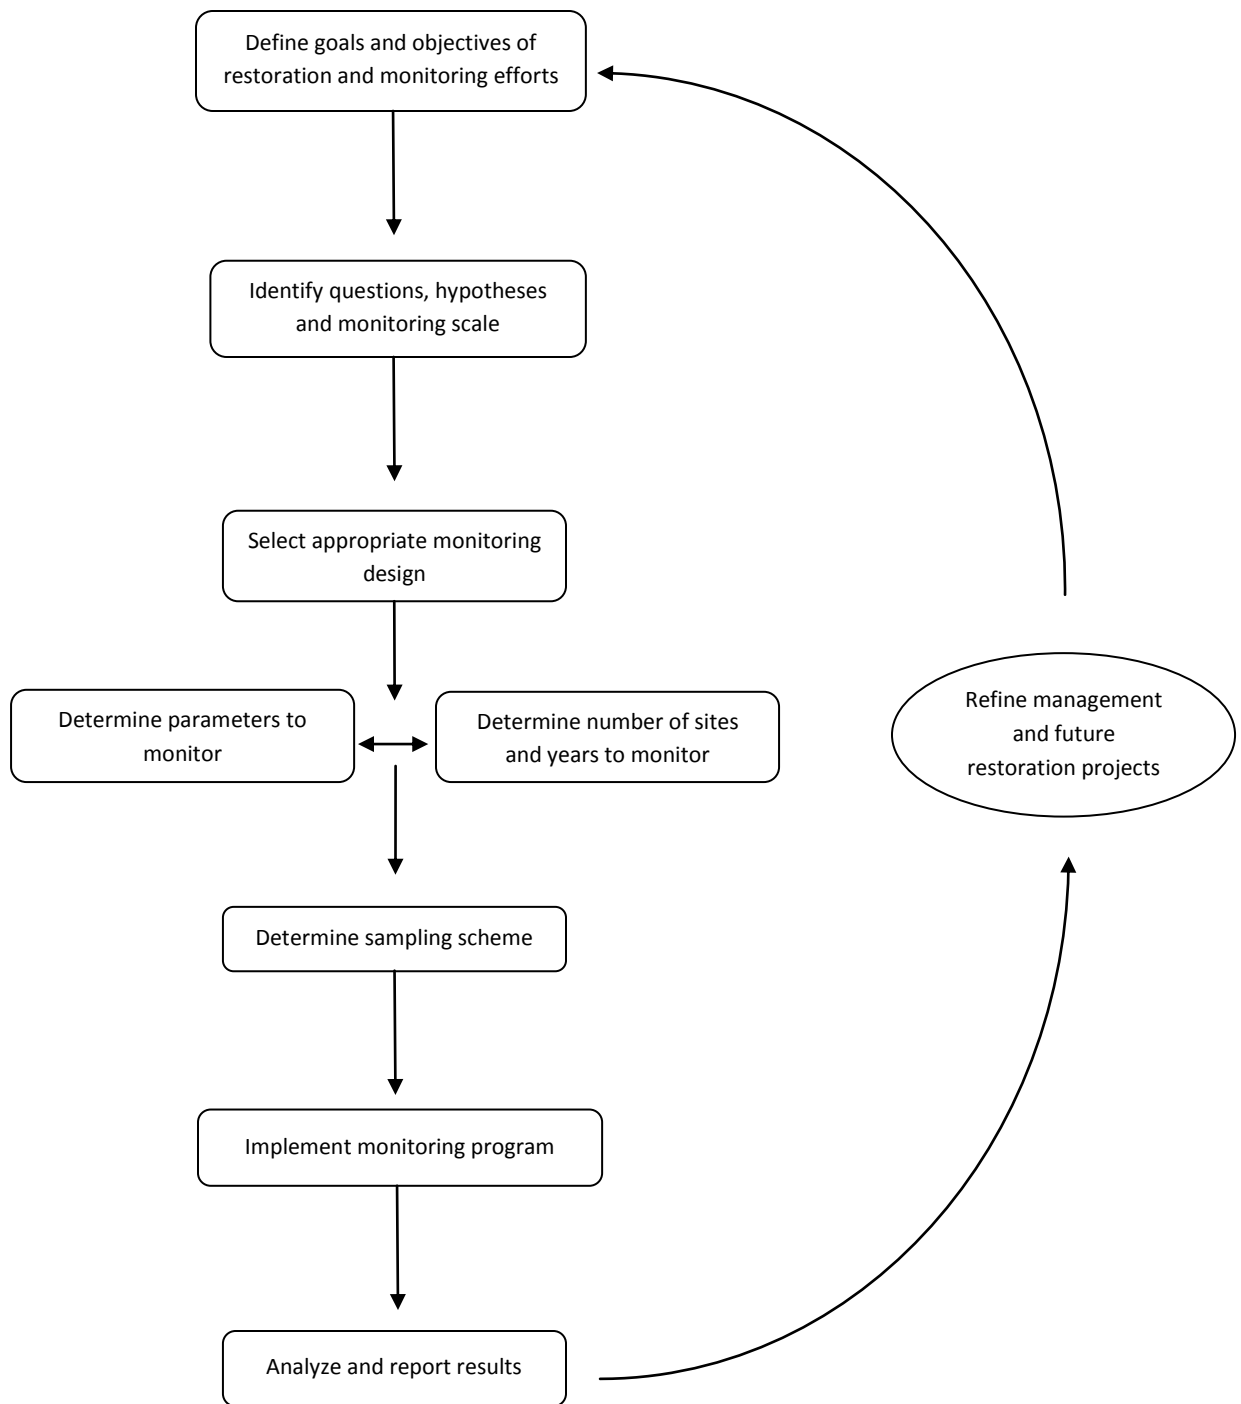 Define goals and objectives of
restoration and monitoring efforts
Identify questions, hypotheses
and monitoring scale
Select appropriate monitoring
design
Determine parameters to
monitor
Determine number of sites
and years to monitor
Determine sampling scheme
Implement monitoring program
Analyze and report results
Refine management
and future
restoration projects